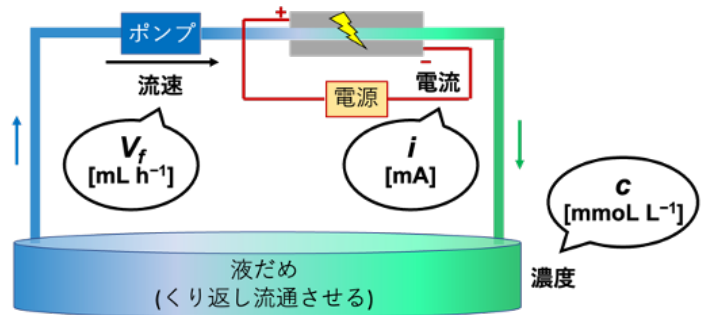 ポンプ
+
流速
−
電流
電源
V_f
[mL h⁻¹]
i
[mA]
c
[mmoL L⁻¹]
濃度
液だめ
(くり返し流通させる)